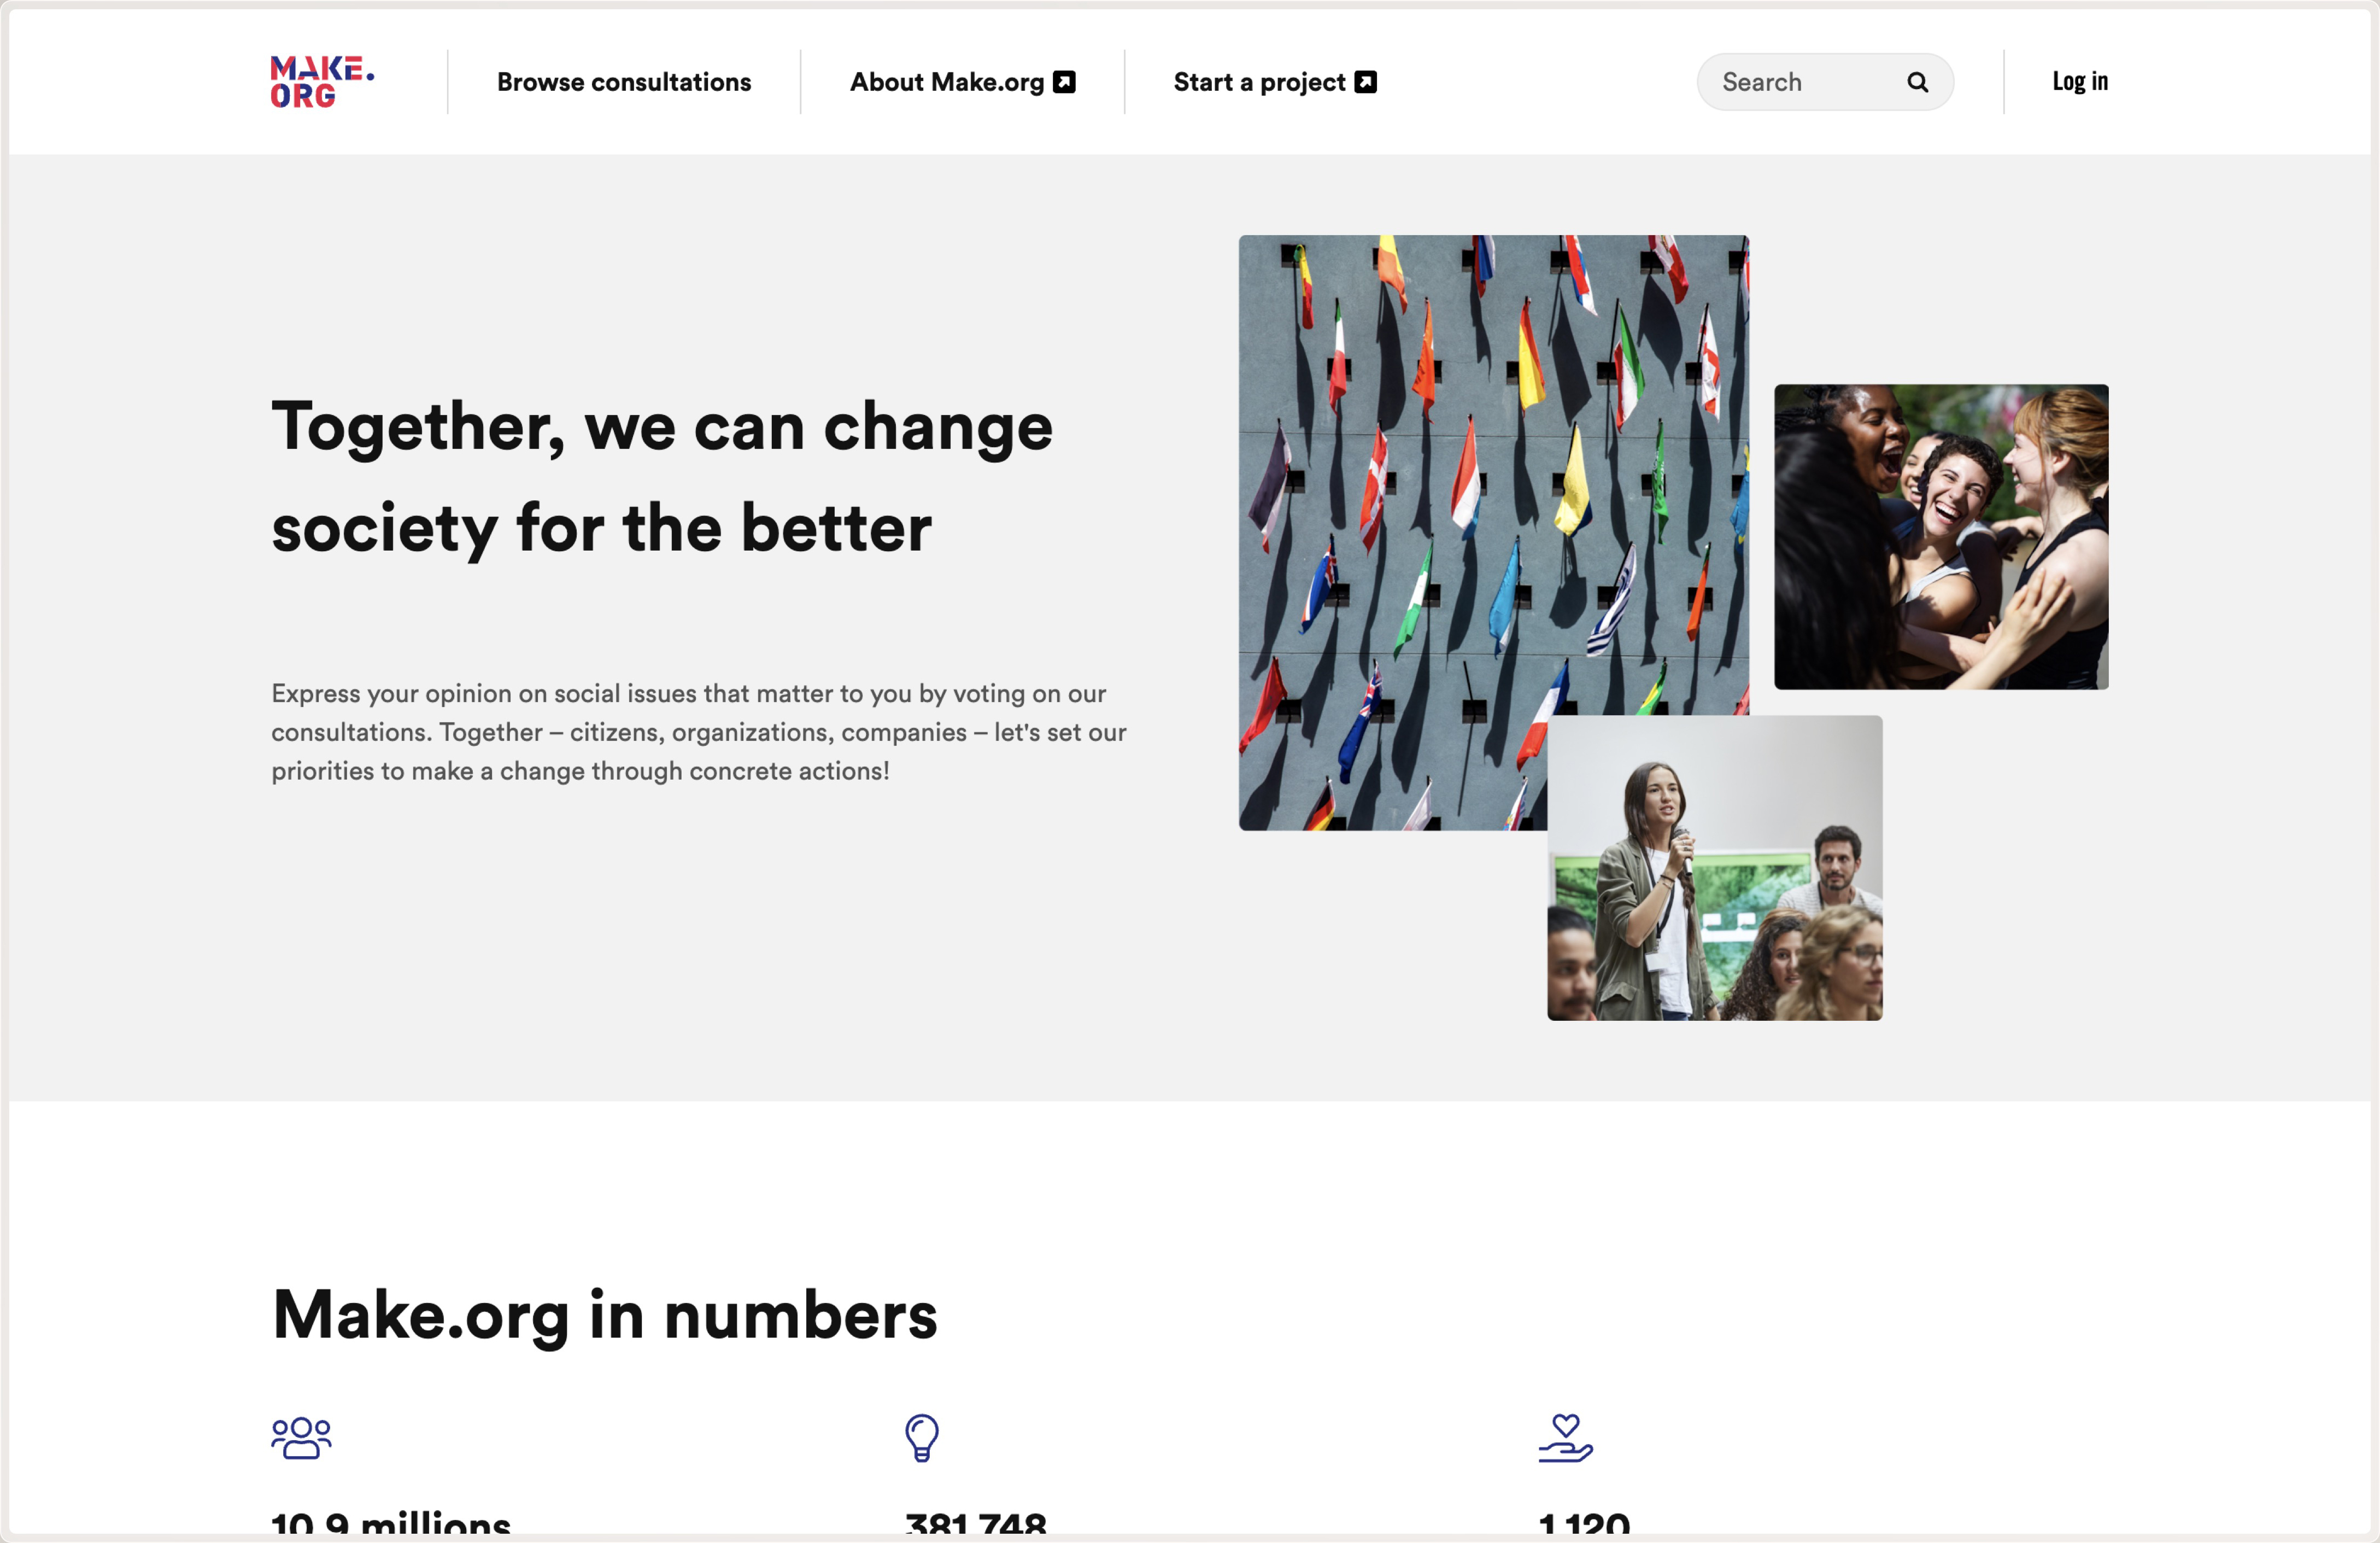 MAKE.
ORG
Browse consultations
About Make.org
Start a project
Search
Log in
Together, we can change
society for the better
Express your opinion on social issues that matter to you by voting on our
consultations. Together – citizens, organizations, companies – let's set our
priorities to make a change through concrete actions!
Make.org in numbers
10.9 millions
381 748
1 120